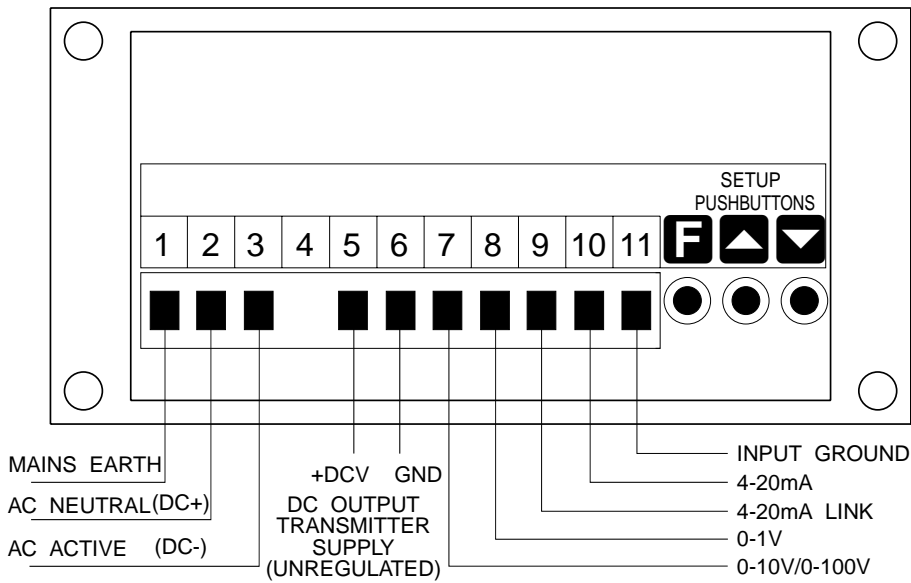 SETUP
PUSHBUTTONS
1 2 3 4 5 6 7 8 9 10 11 F
MAINS EARTH
AC NEUTRAL (DC+)
AC ACTIVE (DC-)
+DCV GND
DC OUTPUT
TRANSMITTER
SUPPLY
(UNREGULATED)
INPUT GROUND
4-20mA
4-20mA LINK
0-1V
0-10V/0-100V